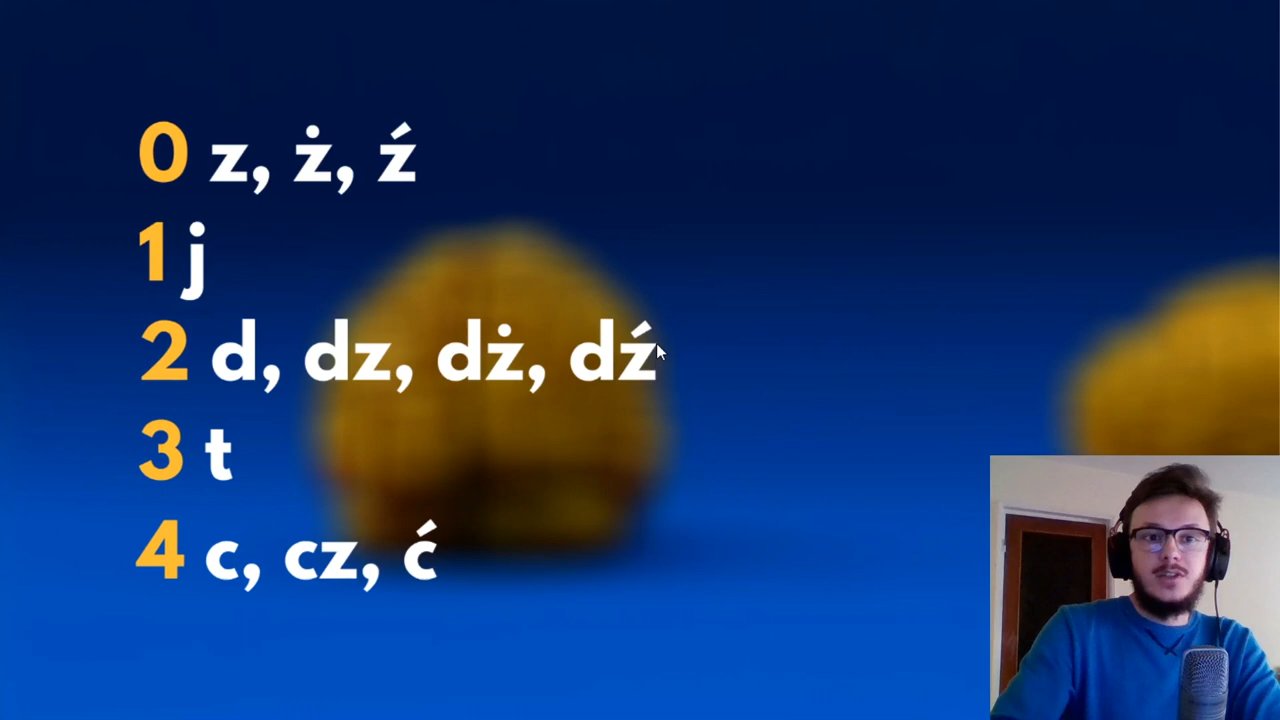 0 z, ż, ź
1 j
2 d, dz, dż, dź
3 t
4 c, cz, ć